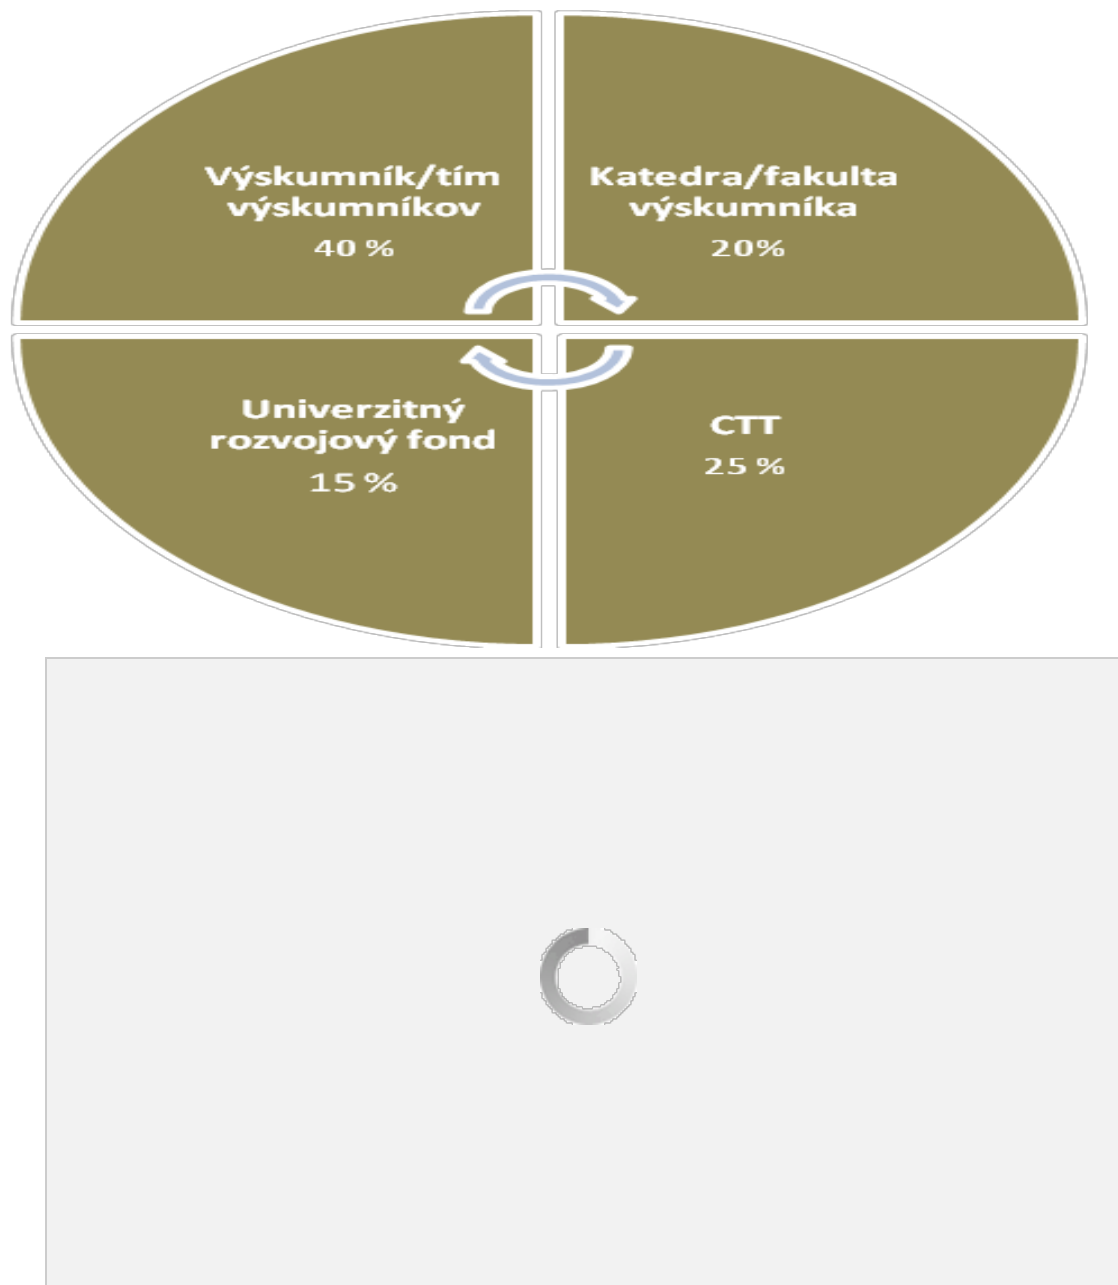 Výskumník/tím
výskumníkov
40 %
Katedra/fakulta
výskumníka
20%
Univerzitný
rozvojový fond
15 %
CTT
25 %